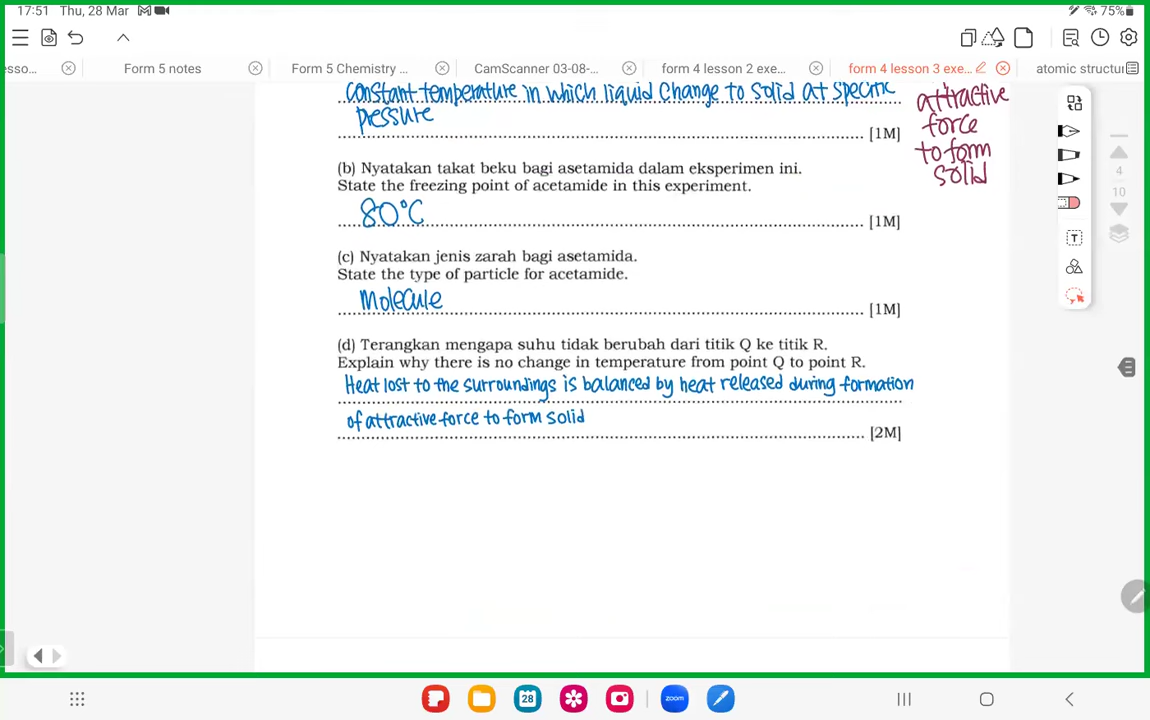 17:51 Thu, 28 Mar
75%
esso...
Form 5 notes
Form 5 Chemistry ...
CamScanner 03-08-...
form 4 lesson 2 exe...
form 4 lesson 3 exe...
atomic structu
constant temperature in which liquid change to solid at specific
pressure
[1M]
attractive
force
to form
solid
(b) Nyatakan takat beku bagi asetamida dalam eksperimen ini.
State the freezing point of acetamide in this experiment.
80°C
[1M]
(c) Nyatakan jenis zarah bagi asetamida.
State the type of particle for acetamide.
Molecule
[1M]
(d) Terangkan mengapa suhu tidak berubah dari titik Q ke titik R.
Explain why there is no change in temperature from point Q to point R.
Heat lost to the surroundings is balanced by heat released during formation
of attractive force to form solid
[2M]
4
10
T
28
zoom